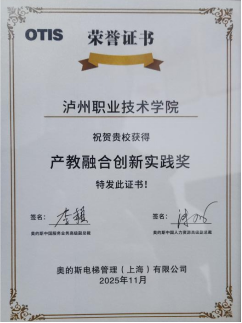 OTIS
荣誉证书
泸州职业技术学院
祝贺贵校获得
产教融合创新实践奖
特发此证书！
签名： 签名：
奥的斯电梯管理（上海）有限公司
2025年11月